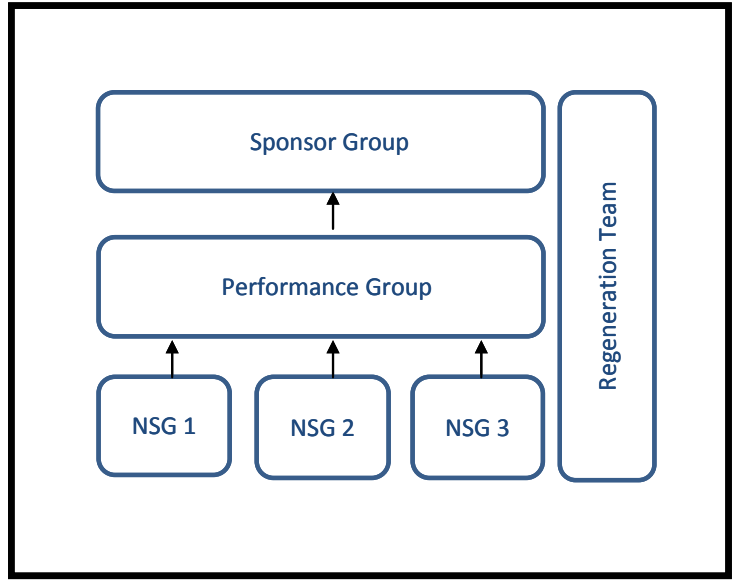 Sponsor Group
Performance Group
NSG 1
NSG 2
NSG 3
Regeneration Team